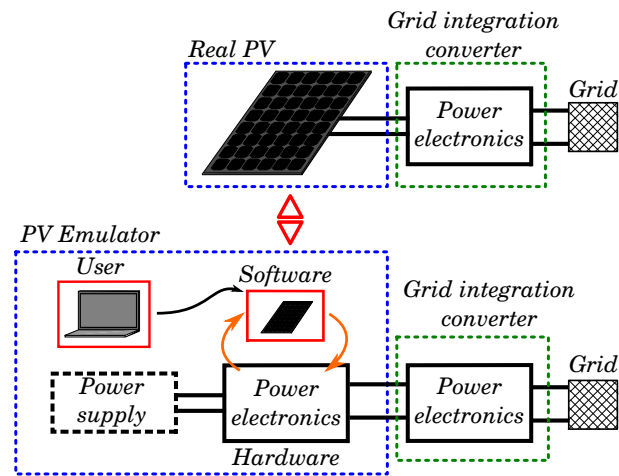 Real PV
Grid integration
converter
Grid
Power
electronics
PV Emulator
User
Software
Grid integration
converter
Grid
Power
supply
Power
electronics
Power
electronics
Hardware